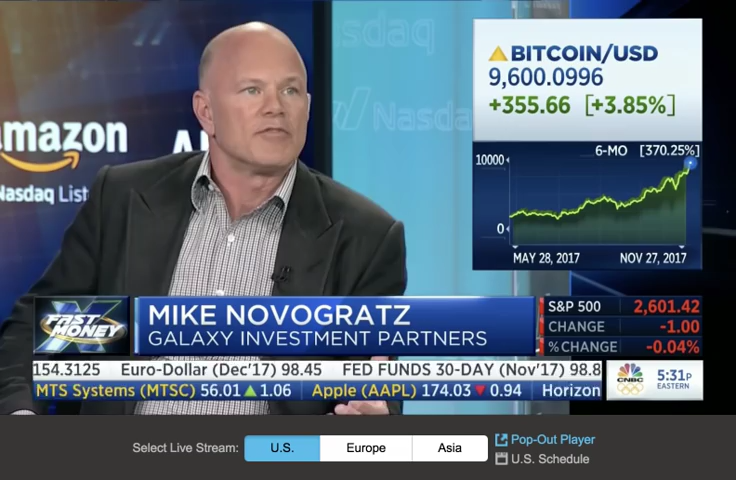 sdaq
Nasda
amazon
Nasdaq List
BITCOIN/USD
9,600.0996
+355.66 [+3.85%]
6-MO [370.25%]
10000
0
MAY 28, 2017 NOV 27, 2017
FAST MONEY
MIKE NOVOGRATZ
GALAXY INVESTMENT PARTNERS
S&P 500 2,601.42
CHANGE -1.00
% CHANGE -0.04%
154.3125 Euro-Dollar (Dec'17) 98.45 FED FUNDS 30-DAY (Nov'17) 98.8
MTS Systems (MTSC) 56.01 ▲ 1.06 Apple (AAPL) 174.03 ▼ 0.94 Horizon
CNBC
5:31P
EASTERN
Select Live Stream: U.S. Europe Asia
Pop-Out Player
U.S. Schedule